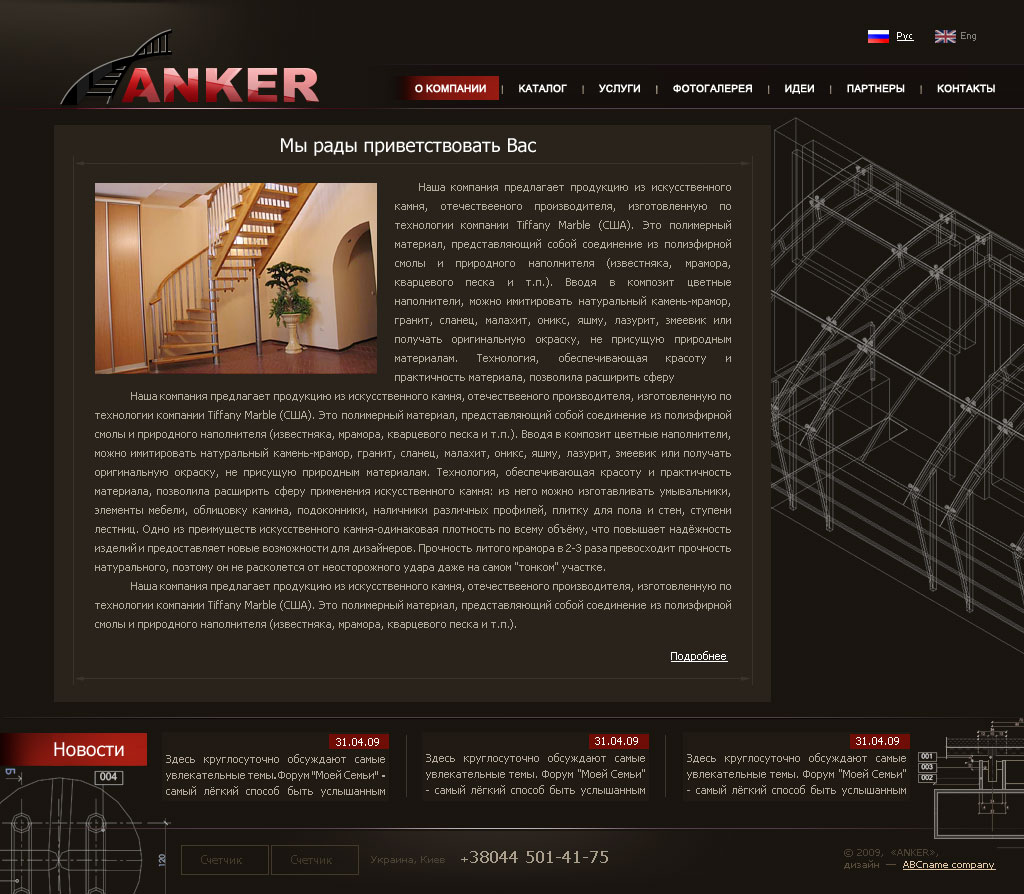 Рус
Eng
ANKER
О КОМПАНИИ | КАТАЛОГ | УСЛУГИ | ФОТОГАЛЕРЕЯ | ИДЕИ | ПАРТНЕРЫ | КОНТАКТЫ
Мы рады приветствовать Вас
Наша компания предлагает продукцию из искусственного
камня, отечествееного производителя, изготовленную по
технологии компании Tiffany Marble (США). Это полимерный
материал, представляющий собой соединение из полиэфирной
смолы и природного наполнителя (известняка, мрамора,
кварцевого песка и т.п.). Вводя в композит цветные
наполнители, можно имитировать натуральный камень-мрамор,
гранит, сланец, малахит, оникс, яшму, лазурит, змеевик или
получать оригинальную окраску, не присущую природным
материалам. Технология, обеспечивающая красоту и
практичность материала, позволила расширить сферу
Наша компания предлагает продукцию из искусственного камня, отечествееного производителя, изготовленную по
технологии компании Tiffany Marble (США). Это полимерный материал, представляющий собой соединение из полиэфирной
смолы и природного наполнителя (известняка, мрамора, кварцевого песка и т.п.). Вводя в композит цветные наполнители,
можно имитировать натуральный камень-мрамор, гранит, сланец, малахит, оникс, яшму, лазурит, змеевик или получать
оригинальную окраску, не присущую природным материалам. Технология, обеспечивающая красоту и практичность
материала, позволила расширить сферу применения искусственного камня: из него можно изготавливать умывальники,
элементы мебели, облицовку камина, подоконники, наличники различных профилей, плитку для пола и стен, ступени
лестниц. Одно из преимуществ искусственного камня-одинаковая плотность по всему объёму, что повышает надёжность
изделий и предоставляет новые возможности для дизайнеров. Прочность литого мрамора в 2-3 раза превосходит прочность
натурального, поэтому он не расколется от неосторожного удара даже на самом "тонком" участке.
Наша компания предлагает продукцию из искусственного камня, отечествееного производителя, изготовленную по
технологии компании Tiffany Marble (США). Это полимерный материал, представляющий собой соединение из полиэфирной
смолы и природного наполнителя (известняка, мрамора, кварцевого песка и т.п.).
Подробнее
Новости
31.04.09
Здесь круглосуточно обсуждают самые
увлекательные темы. Форум "Моей Семьи" -
самый лёгкий способ быть услышанным
31.04.09
Здесь круглосуточно обсуждают самые
увлекательные темы. Форум "Моей Семьи"
- самый лёгкий способ быть услышанным
31.04.09
Здесь круглосуточно обсуждают самые
увлекательные темы. Форум "Моей Семьи"
- самый лёгкий способ быть услышанным
004
001
003
002
120
Счетчик
Счетчик
Украина, Киев
+38044 501-41-75
© 2009, «ANKER»,
дизайн — ABCname company